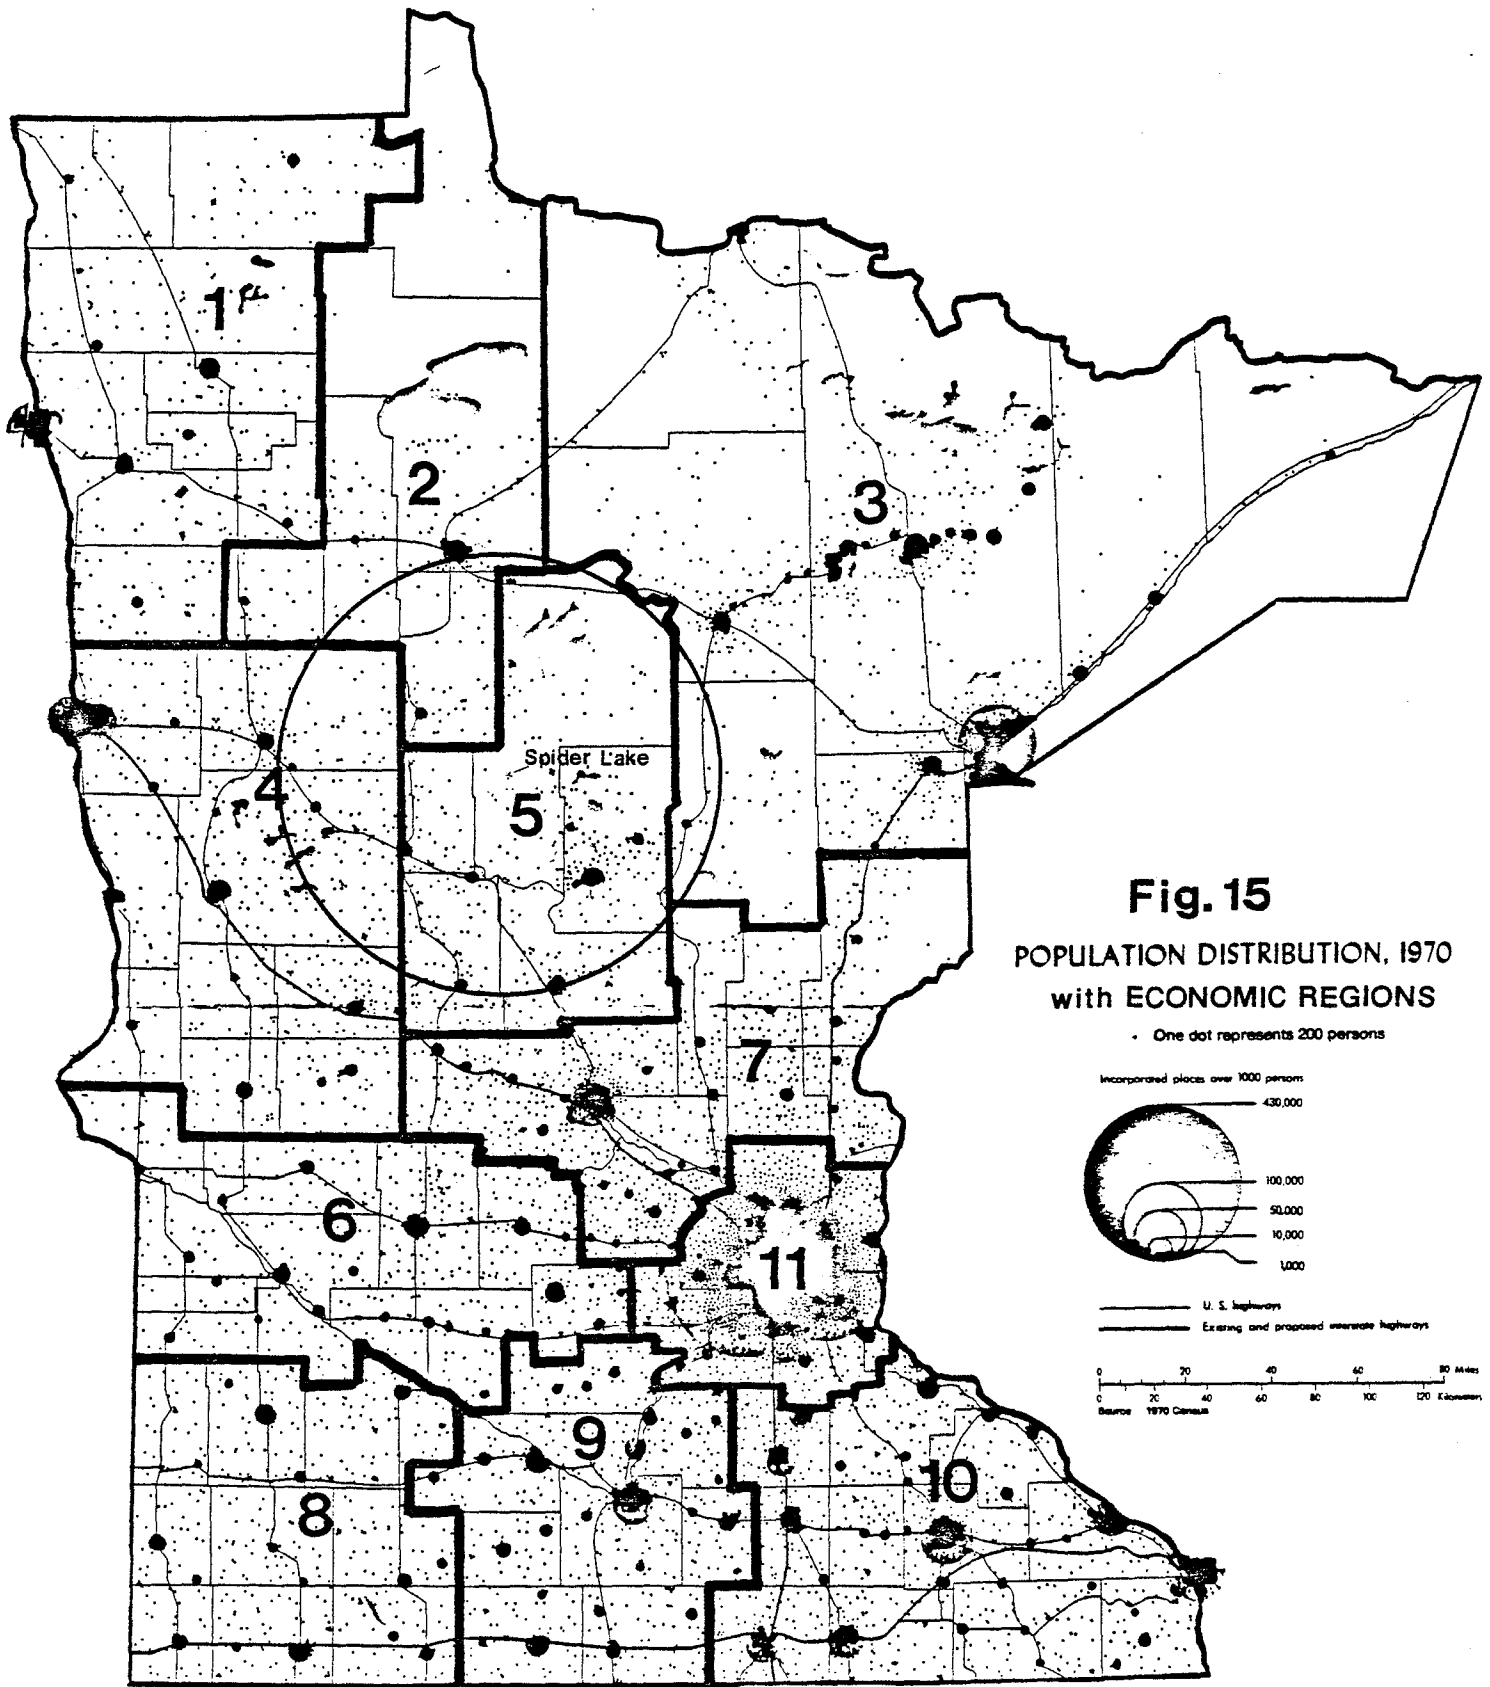 1
2
3
Spider Lake
4
5
Fig. 15
POPULATION DISTRIBUTION, 1970
with ECONOMIC REGIONS
One dot represents 200 persons
7
Incorporated places over 1000 persons
430,000
100,000
6
50,000
10,000
11
1,000
U. S. highways
Existing and proposed interstate highways
0 20 40 60 80 Miles
0 20 40 60 80 100 120 Kilometers
Source 1970 Census
9
10
8